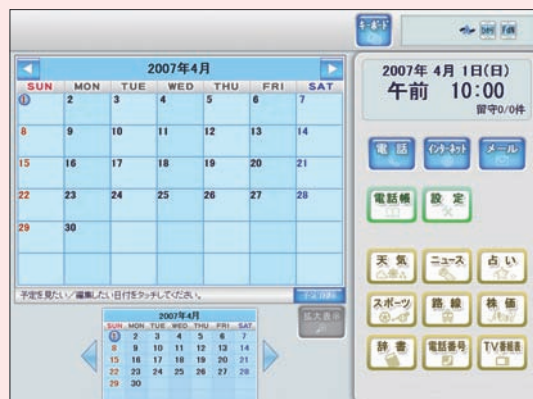 キーボード
2007年4月
SUN MON TUE WED THU FRI SAT
1 2 3 4 5 6 7
8 9 10 11 12 13 14
15 16 17 18 19 20 21
22 23 24 25 26 27 28
29 30
予定を見たい/編集したい日付をタッチしてください。
2007年4月
SUN MON TUE WED THU FRI SAT
1 2 3 4 5 6 7
8 9 10 11 12 13 14
15 16 17 18 19 20 21
22 23 24 25 26 27 28
29 30
拡大表示
2007年 4月 1日(日)
午前 10:00
留守0/0件
電話 インターネット メール
電話帳 設定
天気 ニュース 占い
スポーツ 路線 株価
辞書 電話番号 TV番組表